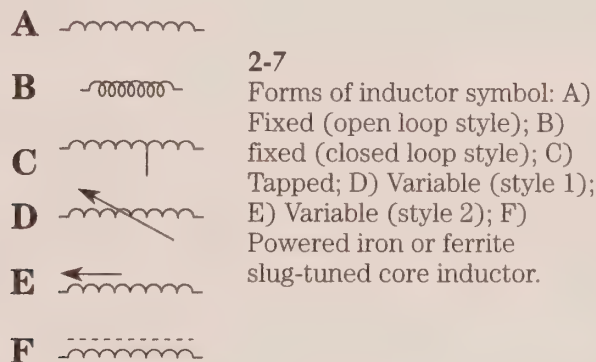 A
B
C
D
E
F
2-7
Forms of inductor symbol: A)
Fixed (open loop style); B)
fixed (closed loop style); C)
Tapped; D) Variable (style 1);
E) Variable (style 2); F)
Powered iron or ferrite
slug-tuned core inductor.